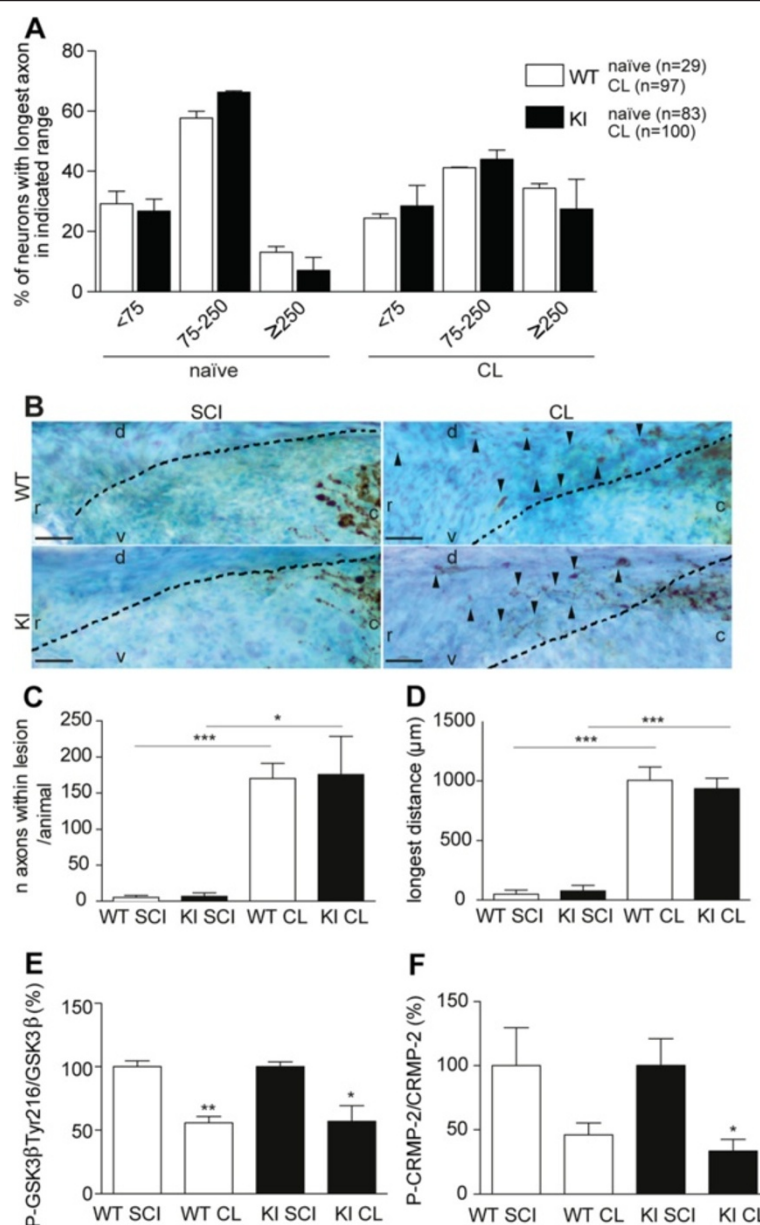 A
% of neurons with longest axon
in indicated range
80
60
40
20
0
WT naïve (n=29)
CL (n=97)
KI naïve (n=83)
CL (n=100)
<75 75-250 ≥250 <75 75-250 ≥250
naïve CL
B
SCI CL
WT
d
r
v
c
d
r
v
c
KI
d
r
v
c
d
r
v
c
C
n axons within lesion
/animal
250
200
150
100
50
0
***
*
WT SCI KI SCI WT CL KI CL
D
longest distance (μm)
1500
1000
500
0
***
***
WT SCI KI SCI WT CL KI CL
E
P-GSK3βTyr216/GSK3β (%)
150
100
50
0
**
*
WT SCI WT CL KI SCI KI CL
F
P-CRMP-2/CRMP-2 (%)
150
100
50
0
*
WT SCI WT CL KI SCI KI CL